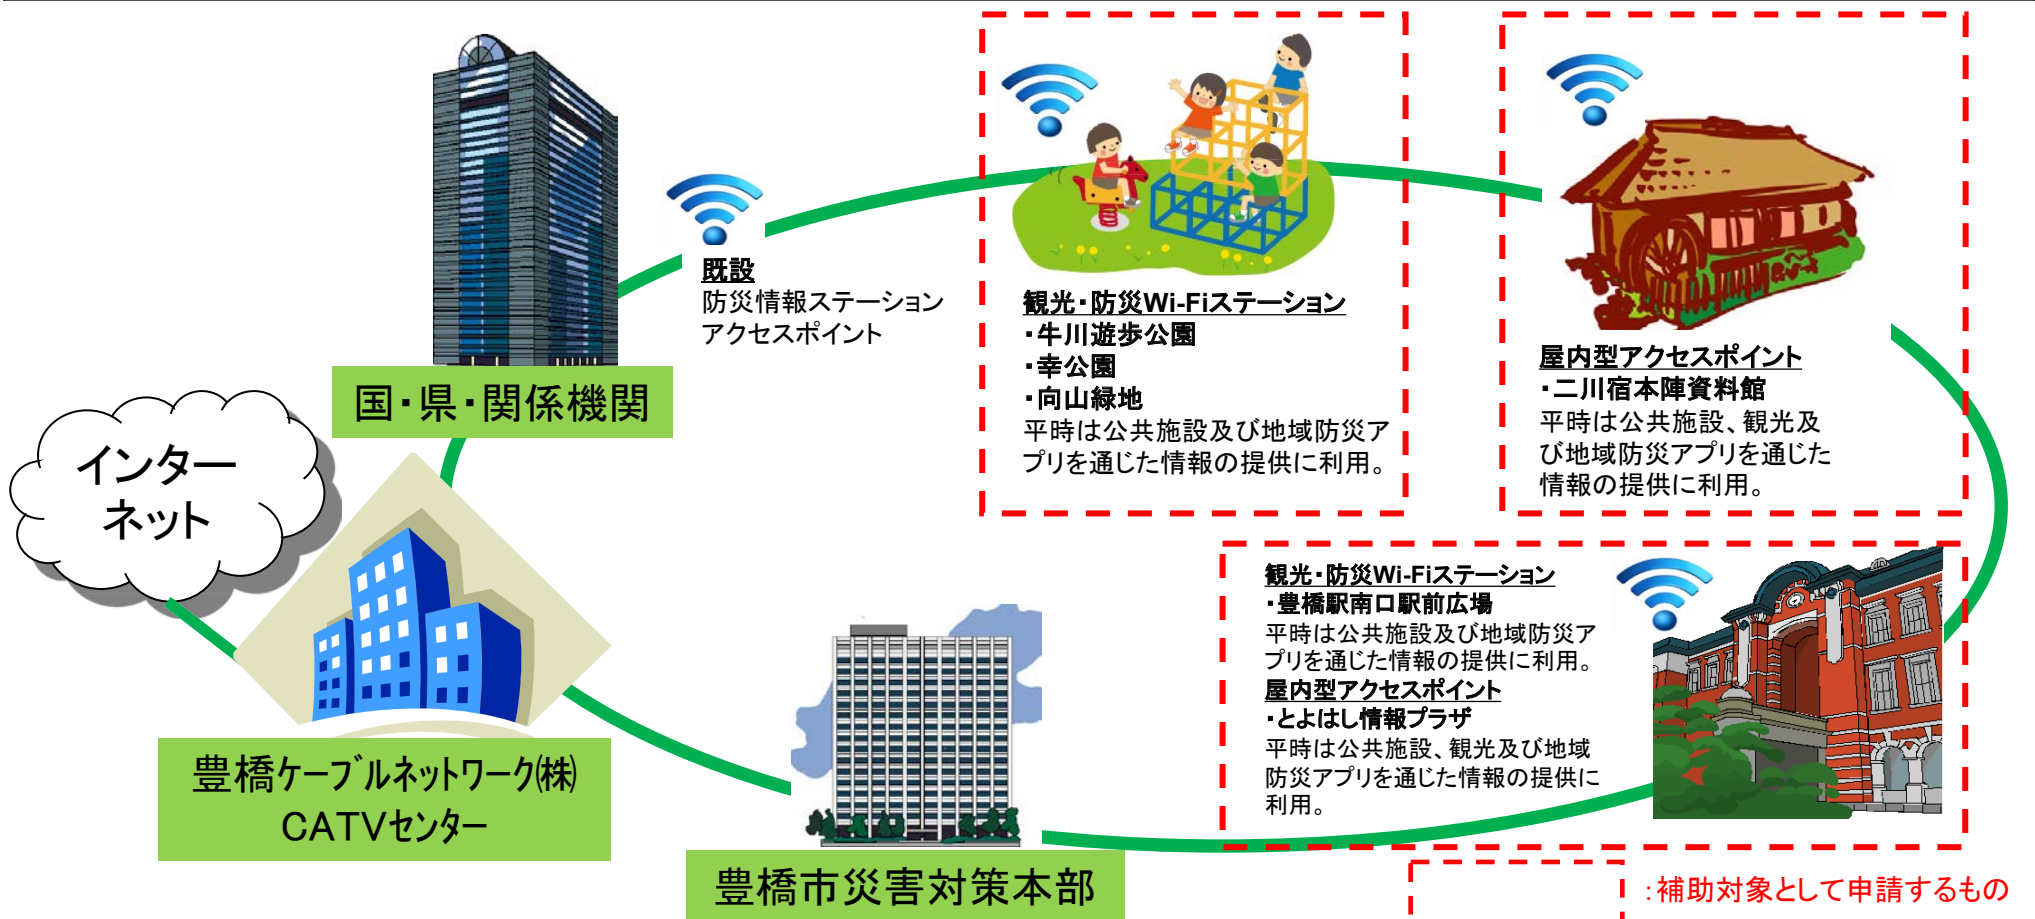 既設
防災情報ステーション
アクセスポイント
観光・防災Wi-Fiステーション
・牛川遊歩公園
・幸公園
・向山緑地
平時は公共施設及び地域防災ア
プリを通じた情報の提供に利用。
屋内型アクセスポイント
・二川宿本陣資料館
平時は公共施設、観光及
び地域防災アプリを通じた
情報の提供に利用。
国・県・関係機関
インター
ネット
観光・防災Wi-Fiステーション
・豊橋駅南口駅前広場
平時は公共施設及び地域防災ア
プリを通じた情報の提供に利用。
屋内型アクセスポイント
・とよはし情報プラザ
平時は公共施設、観光及び地域
防災アプリを通じた情報の提供に
利用。
豊橋ケーブルネットワーク㈱
CATVセンター
豊橋市災害対策本部
：補助対象として申請するもの